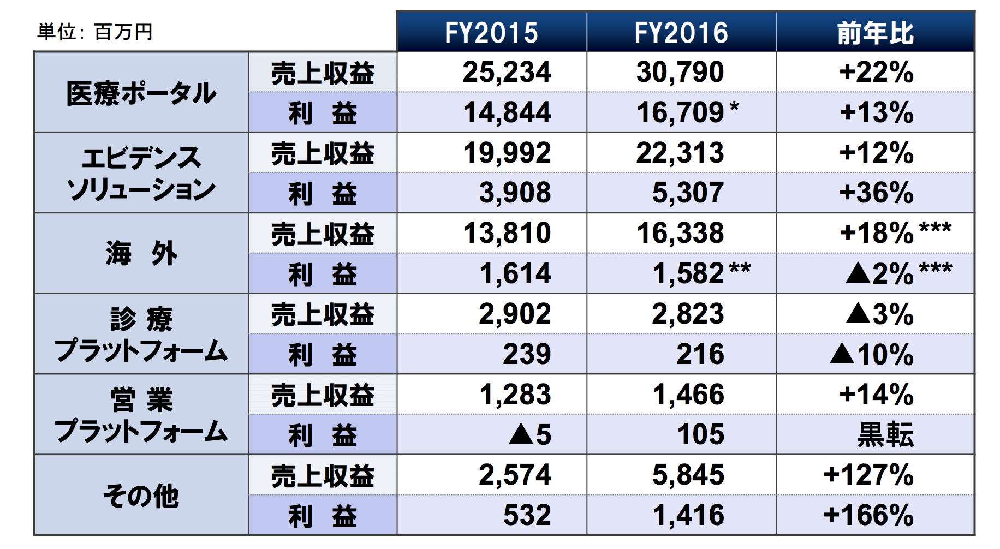 単位: 百万円 FY2015 FY2016 前年比
医療ポータル 売上収益 25,234 30,790 +22%
利 益 14,844 16,709 * +13%
エビデンス
ソリューション 売上収益 19,992 22,313 +12%
利 益 3,908 5,307 +36%
海 外 売上収益 13,810 16,338 +18% ***
利 益 1,614 1,582 ** ▲2% ***
診 療
プラットフォーム 売上収益 2,902 2,823 ▲3%
利 益 239 216 ▲10%
営 業
プラットフォーム 売上収益 1,283 1,466 +14%
利 益 ▲5 105 黒転
その他 売上収益 2,574 5,845 +127%
利 益 532 1,416 +166%